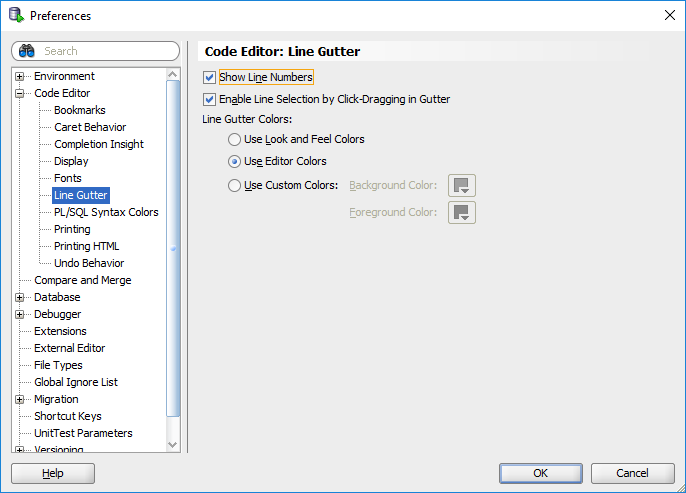 Preferences
Search
Environment
Code Editor
Bookmarks
Caret Behavior
Completion Insight
Display
Fonts
Line Gutter
PL/SQL Syntax Colors
Printing
Printing HTML
Undo Behavior
Compare and Merge
Database
Debugger
Extensions
External Editor
File Types
Global Ignore List
Migration
Shortcut Keys
UnitTest Parameters
Versioning
Code Editor: Line Gutter
Show Line Numbers
Enable Line Selection by Click-Dragging in Gutter
Line Gutter Colors:
Use Look and Feel Colors
Use Editor Colors
Use Custom Colors: Background Color:
Foreground Color:
Help
OK
Cancel